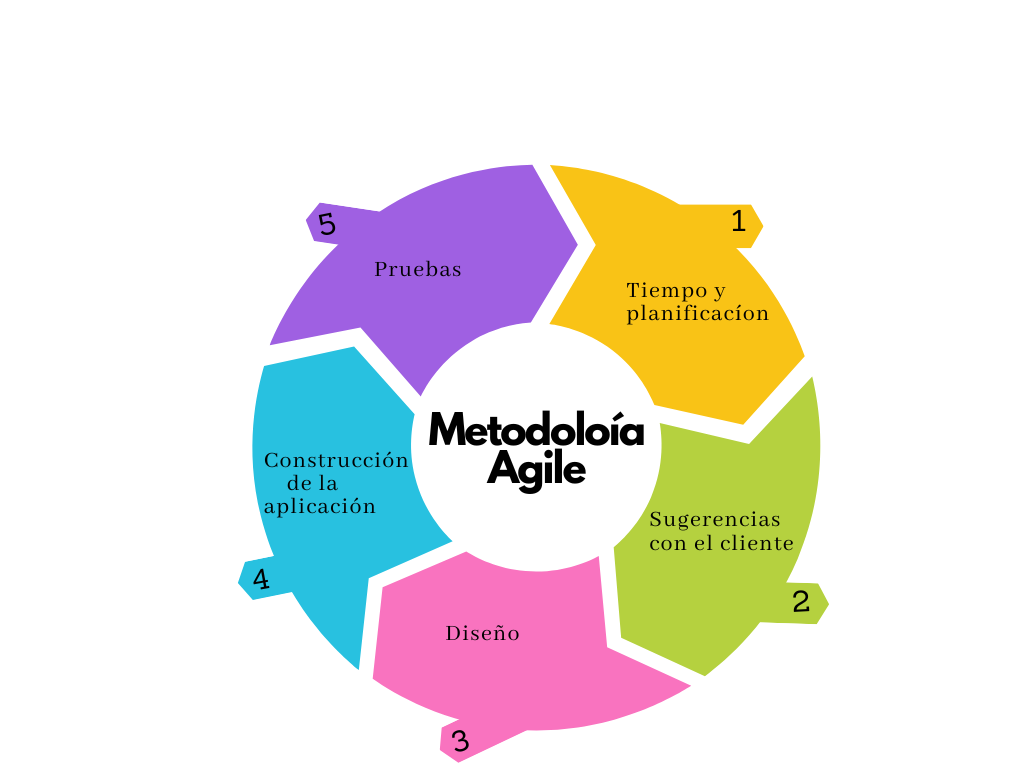 Metodoloía
Agile
1
Tiempo y
planificacíon
2
Sugerencias
con el cliente
3
Diseño
4
Construcción
de la
aplicación
5
Pruebas